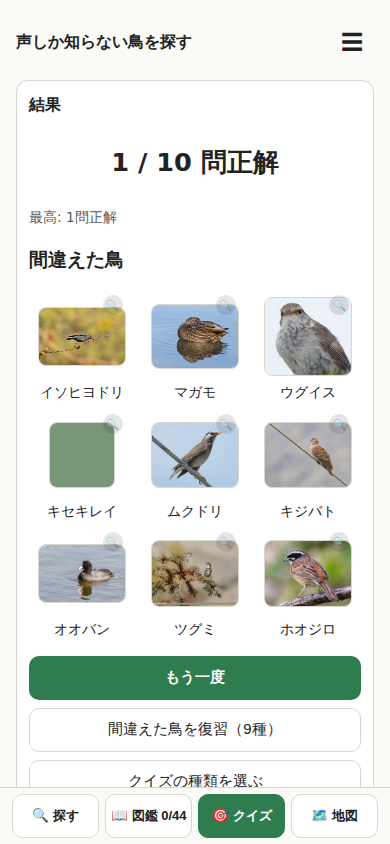 声しか知らない鳥を探す ☰
結果
1 / 10 問正解
最高: 1問正解
間違えた鳥
イソヒヨドリ マガモ ウグイス
キセキレイ ムクドリ キジバト
オオバン ツグミ ホオジロ
もう一度
間違えた鳥を復習（9種）
クイズの種類を選ぶ
🔍 探す 📖 図鑑 0/44 🎯 クイズ 🗺️ 地図